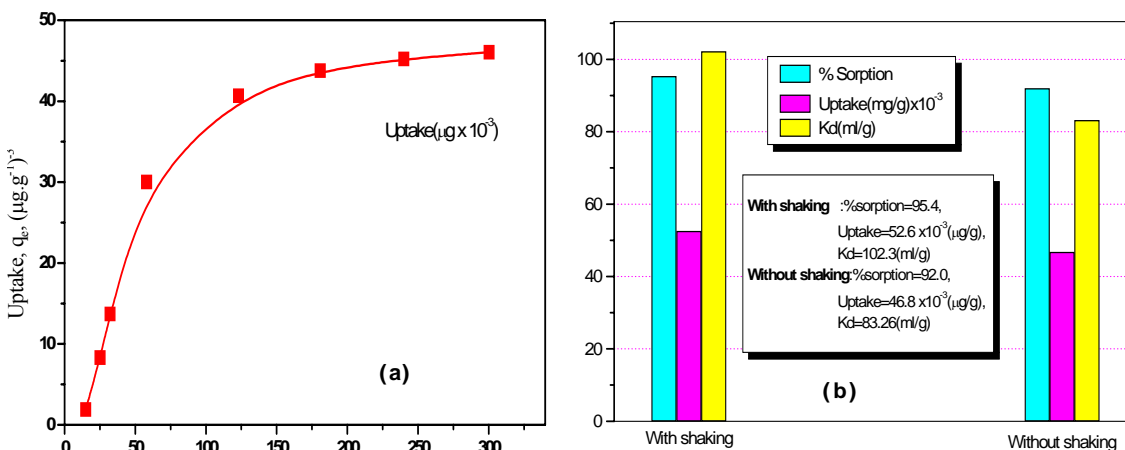 50
40
30
20
10
0
Uptake, qₑ, (µg.g⁻¹)⁻³
Uptake(µg x 10⁻³)
(a)
0 50 100 150 200 250 300
100
80
60
40
20
0
% Sorption
Uptake(mg/g)x10⁻³
Kd(ml/g)
With shaking :%sorption=95.4,
Uptake=52.6 x10⁻³(µg/g),
Kd=102.3(ml/g)
Without shaking:%sorption=92.0,
Uptake=46.8 x10⁻³(µg/g),
Kd=83.26(ml/g)
(b)
With shaking
Without shaking